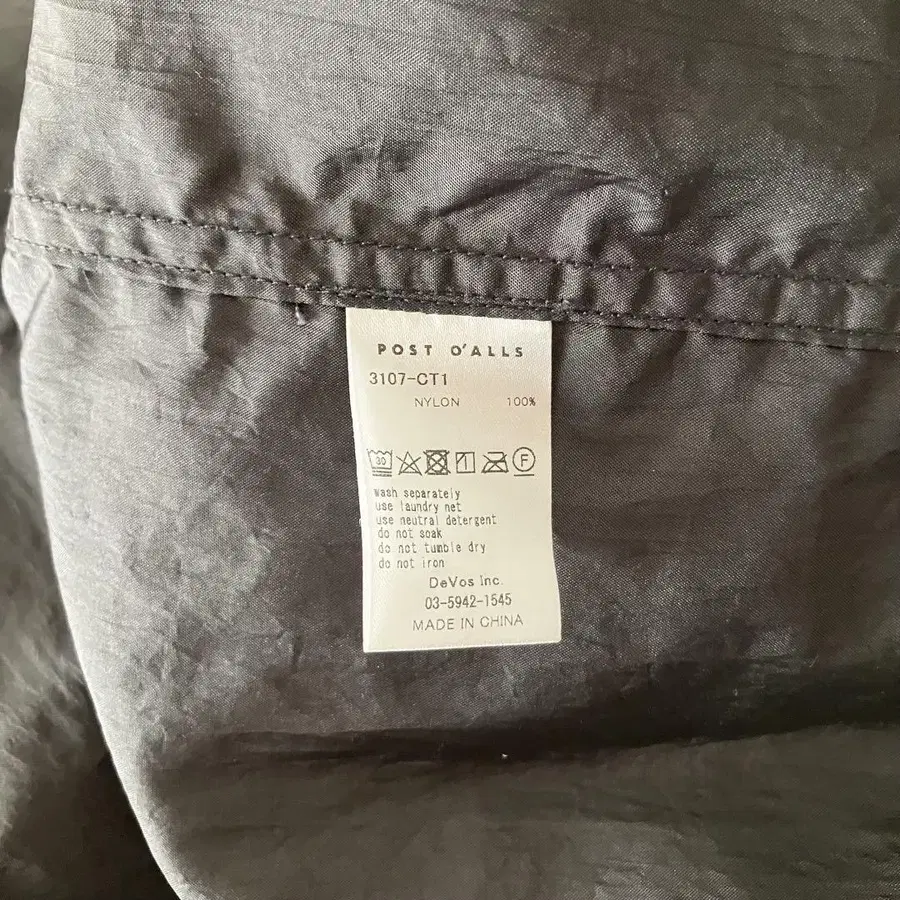 POST O'ALLS
3107-CT1
NYLON 100%
30 F
wash separately
use laundry net
use neutral detergent
do not soak
do not tumble dry
do not iron
DeVos Inc.
03-5942-1545
MADE IN CHINA